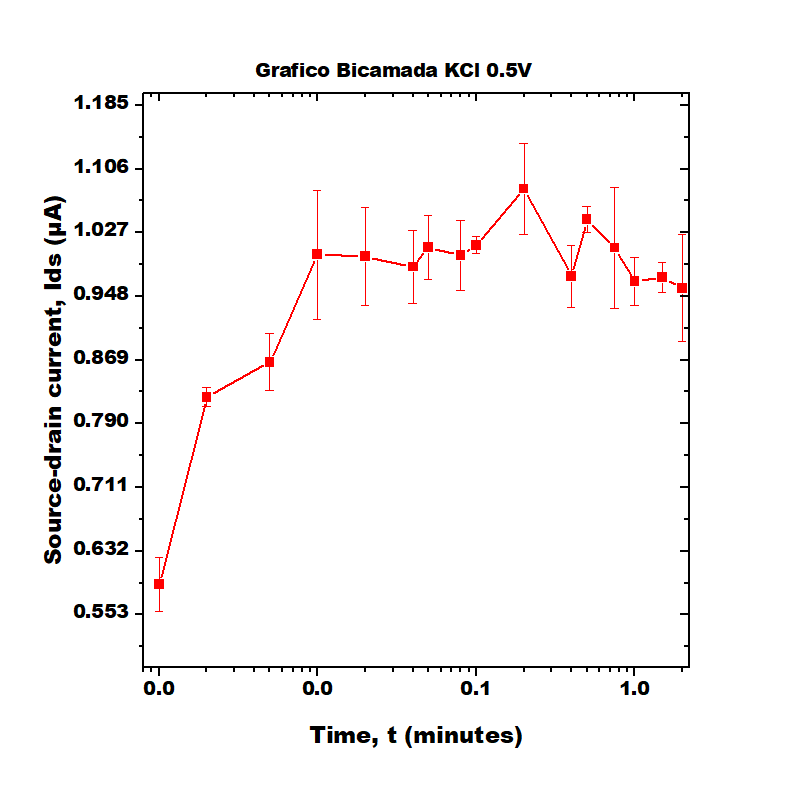 Grafico Bicamada KCl 0.5V
Source-drain current, Ids (µA)
1.185
1.106
1.027
0.948
0.869
0.790
0.711
0.632
0.553
0.0 0.0 0.1 1.0
Time, t (minutes)